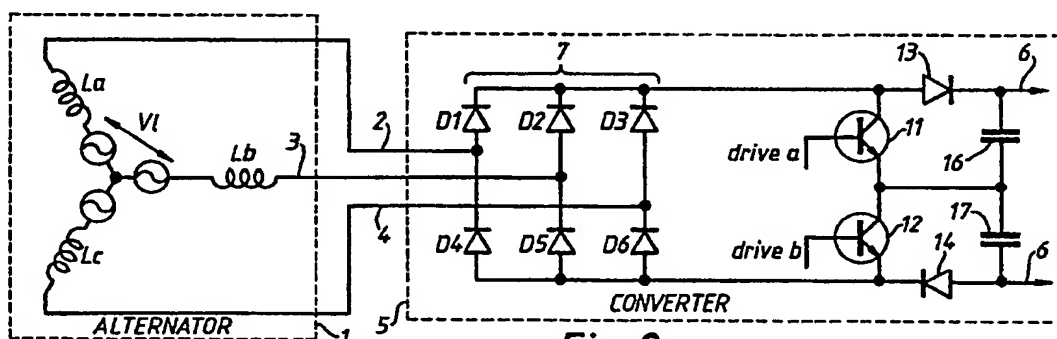 La
Vl
Lb
Lc
2
3
4
ALTERNATOR
1
5
7
D1
D2
D3
D4
D5
D6
drive a
drive b
11
12
13
14
16
17
6
6
CONVERTER